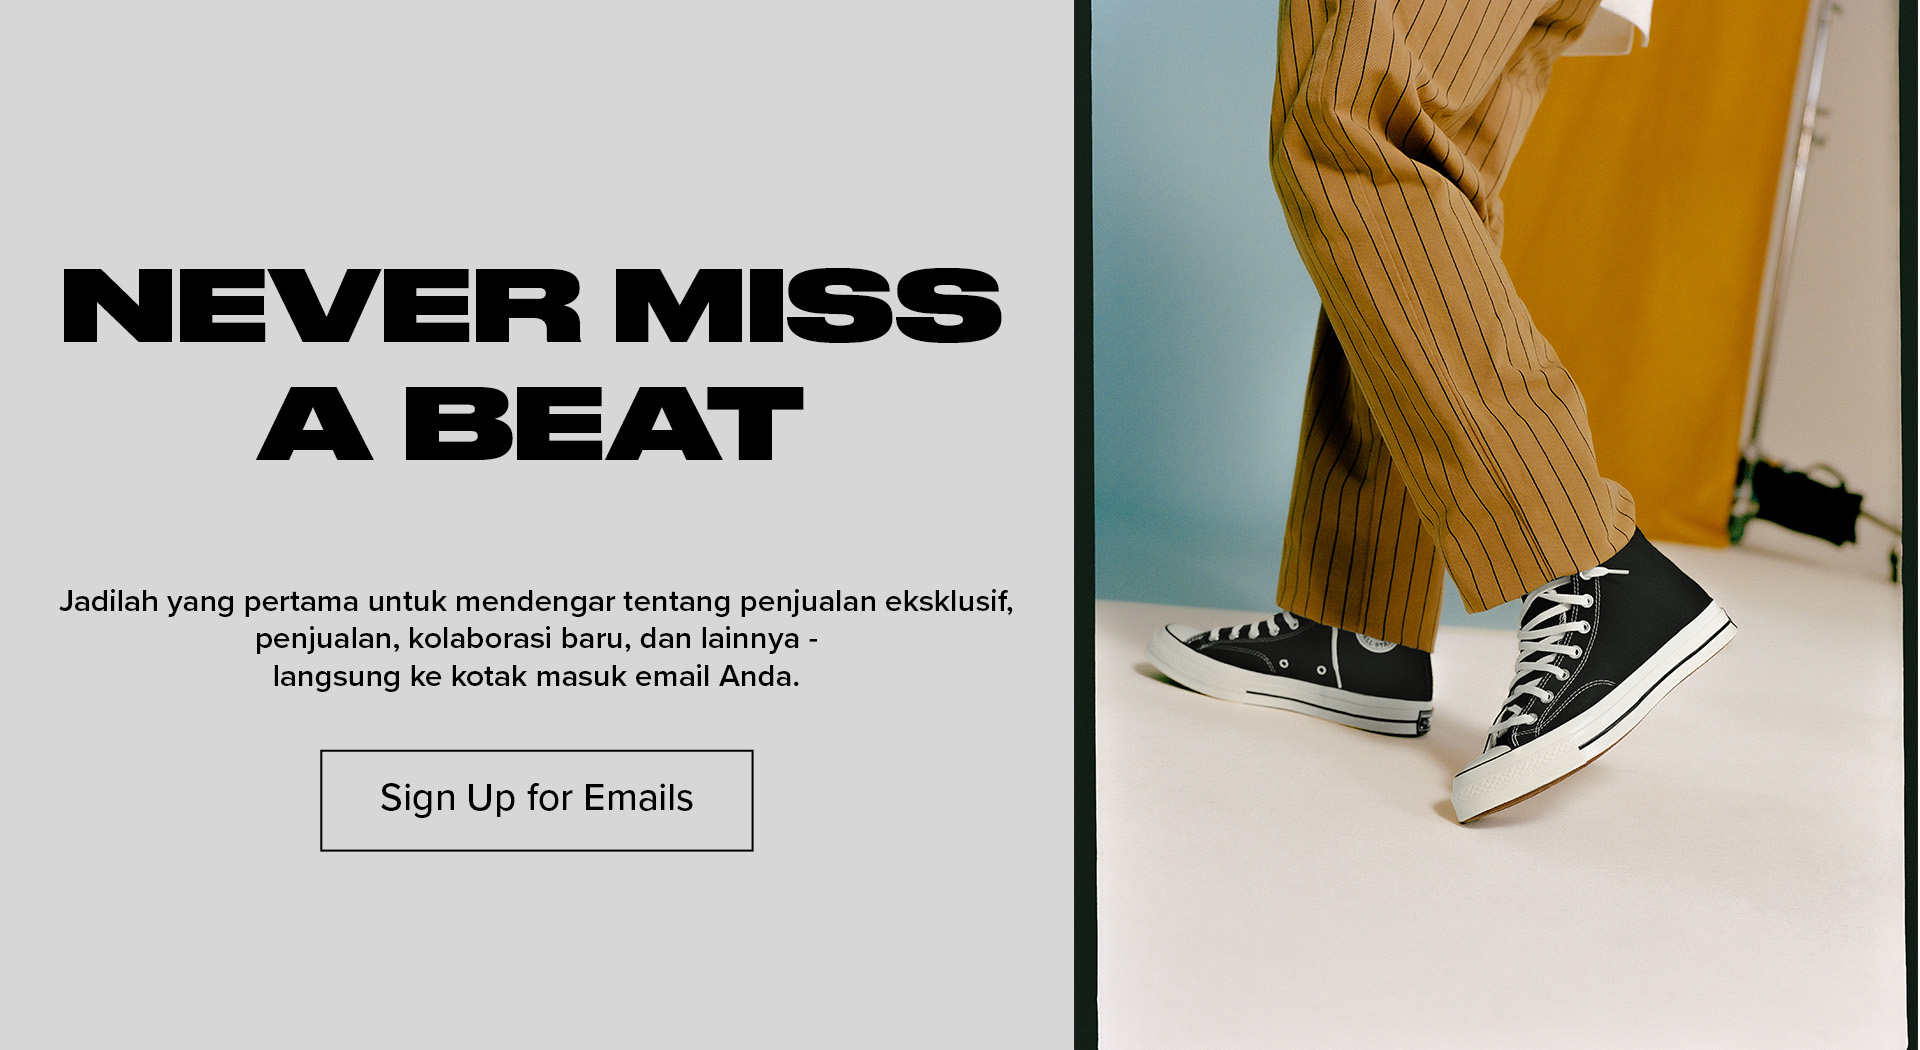 NEVER MISS
A BEAT
Jadilah yang pertama untuk mendengar tentang penjualan eksklusif,
penjualan, kolaborasi baru, dan lainnya -
langsung ke kotak masuk email Anda.
Sign Up for Emails